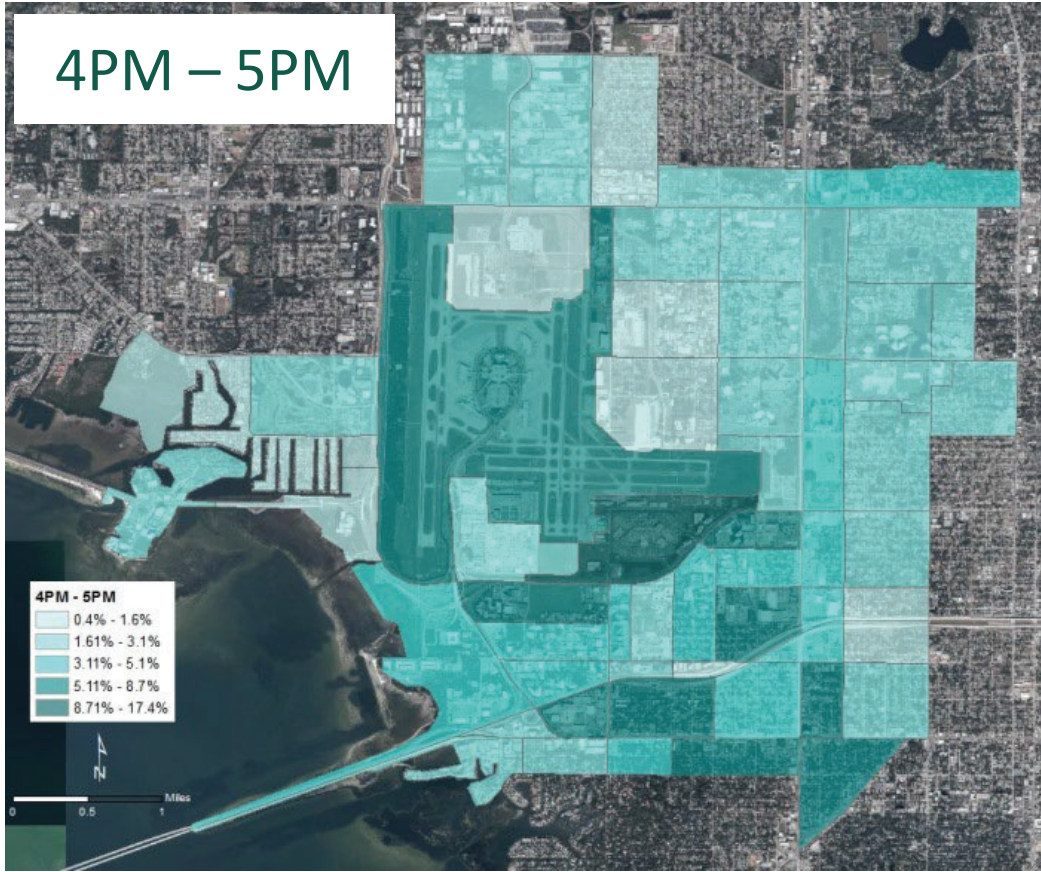 4PM – 5PM
4PM - 5PM
0.4% - 1.6%
1.61% - 3.1%
3.11% - 5.1%
5.11% - 8.7%
8.71% - 17.4%
N
Miles
0 0.5 1